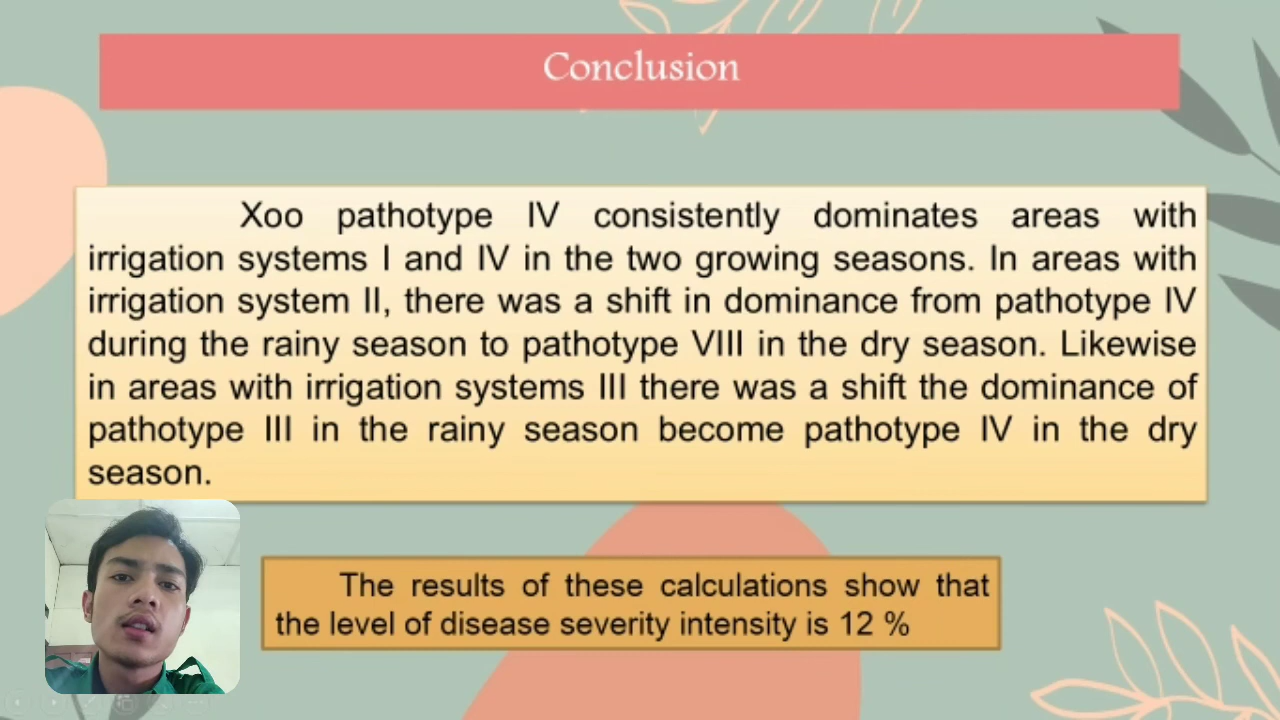 Conclusion
Xoo pathotype IV consistently dominates areas with
irrigation systems I and IV in the two growing seasons. In areas with
irrigation system II, there was a shift in dominance from pathotype IV
during the rainy season to pathotype VIII in the dry season. Likewise
in areas with irrigation systems III there was a shift the dominance of
pathotype III in the rainy season become pathotype IV in the dry
season.
The results of these calculations show that
the level of disease severity intensity is 12 %